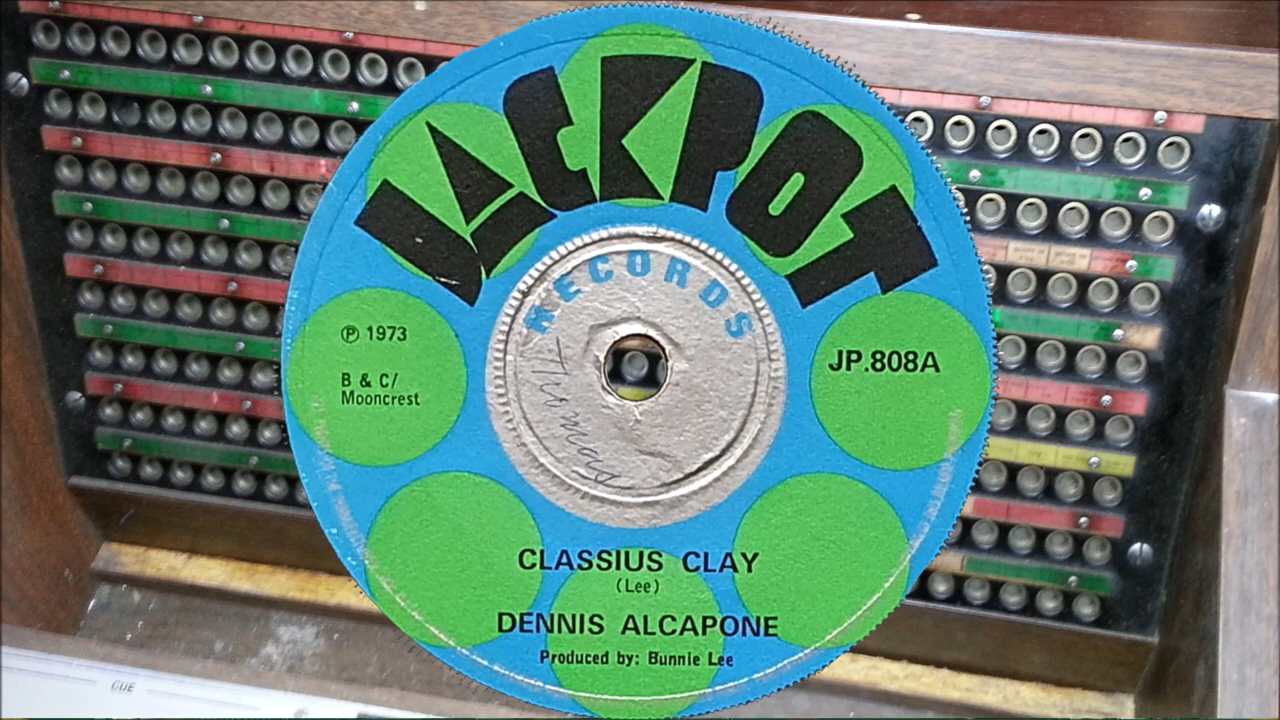 JACKPOT
RECORDS
Ⓟ 1973
B & C/
Mooncrest
JP.808A
CLASSIUS CLAY
(Lee)
DENNIS ALCAPONE
Produced by: Bunnie Lee
CUE